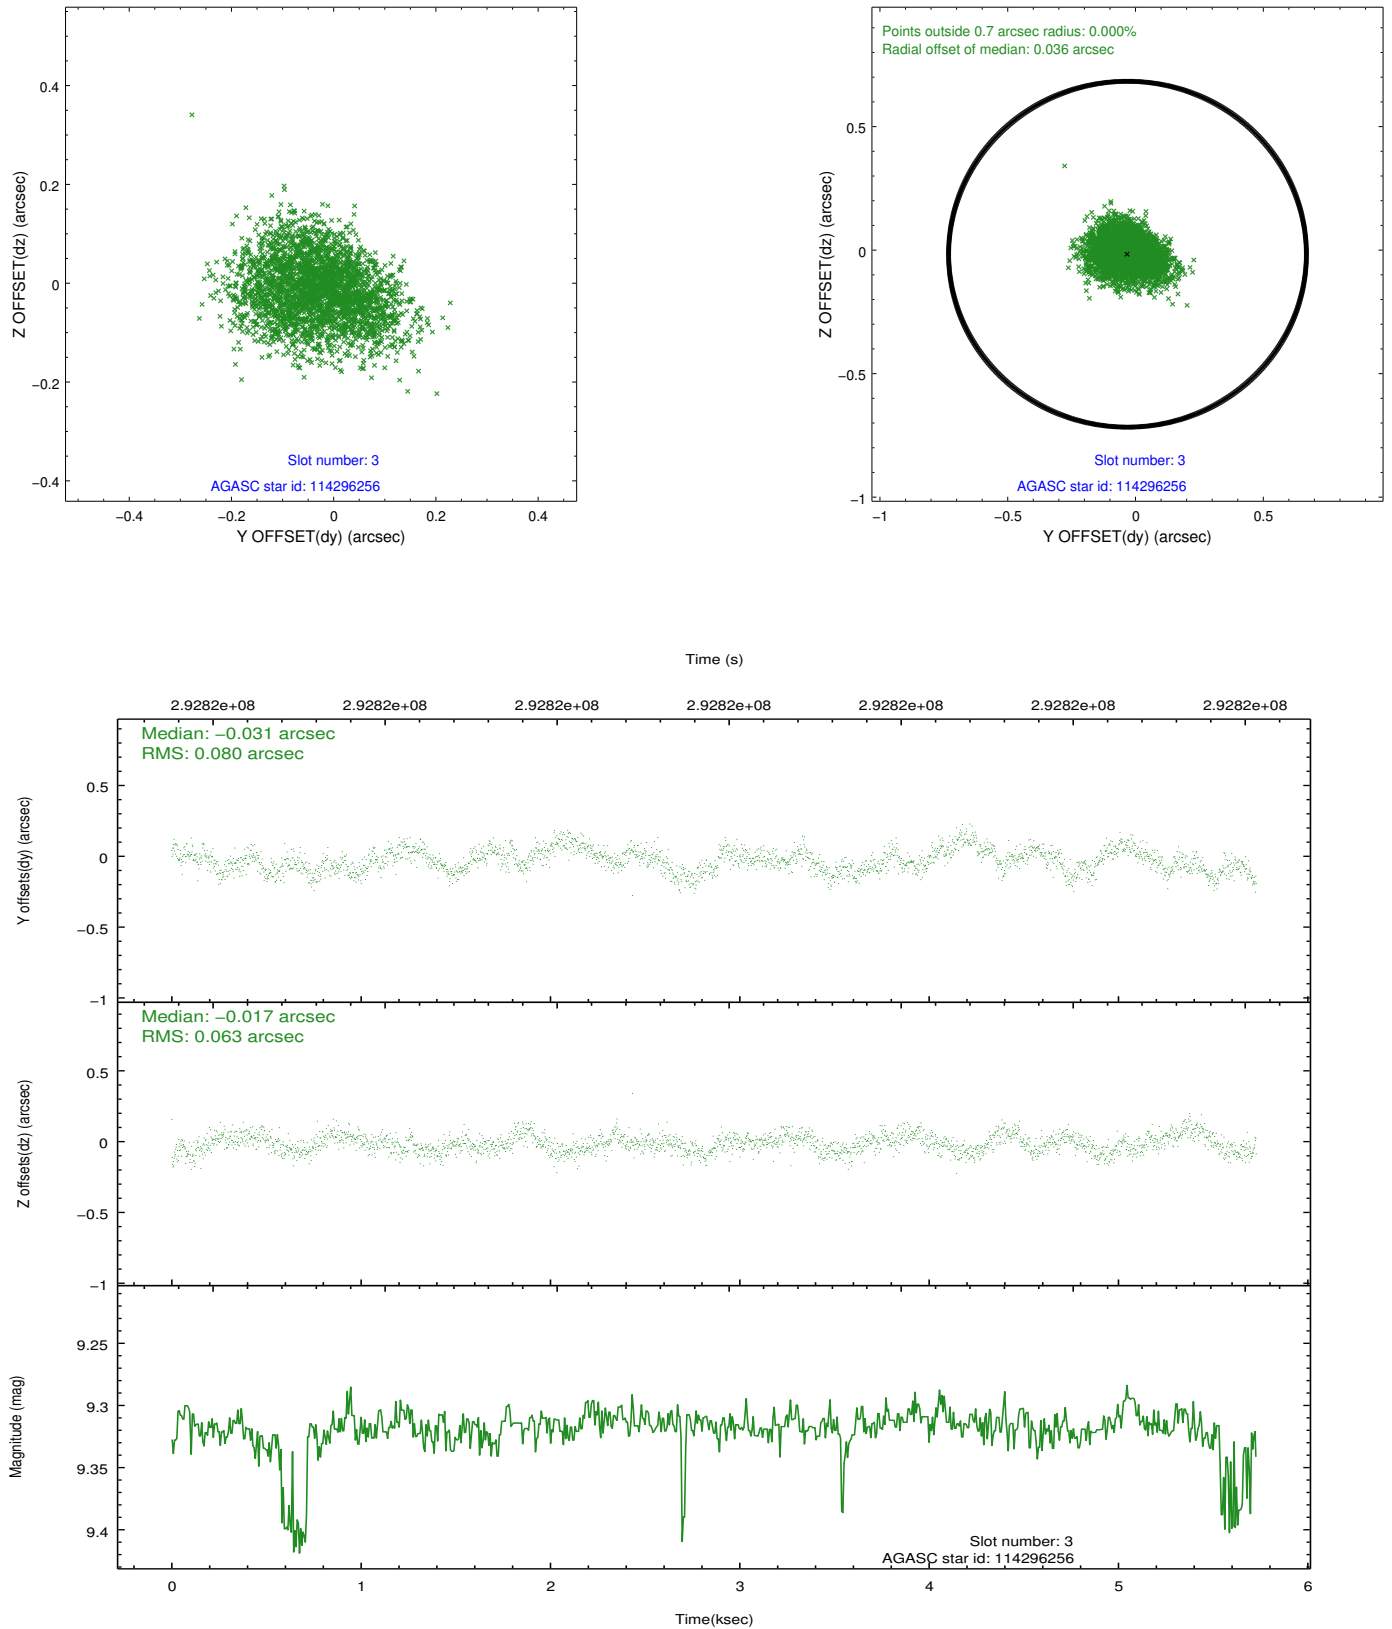 0.4
0.2
0
−0.2
−0.4
Z OFFSET(dz) (arcsec)
Slot number: 3
AGASC star id: 114296256
−0.4
−0.2
0
0.2
0.4
Y OFFSET(dy) (arcsec)
Points outside 0.7 arcsec radius: 0.000%
Radial offset of median: 0.036 arcsec
0.5
0
−0.5
−1
Z OFFSET(dz) (arcsec)
Slot number: 3
AGASC star id: 114296256
−1
−0.5
0
0.5
Y OFFSET(dy) (arcsec)
Time (s)
2.9282e+08 2.9282e+08 2.9282e+08 2.9282e+08 2.9282e+08 2.9282e+08 2.9282e+08
Median: −0.031 arcsec
RMS: 0.080 arcsec
0.5
0
−0.5
−1
Y offsets(dy) (arcsec)
Median: −0.017 arcsec
RMS: 0.063 arcsec
0.5
0
−0.5
−1
Z offsets(dz) (arcsec)
9.25
9.3
9.35
9.4
Magnitude (mag)
Slot number: 3
AGASC star id: 114296256
0 1 2 3 4 5 6
Time(ksec)